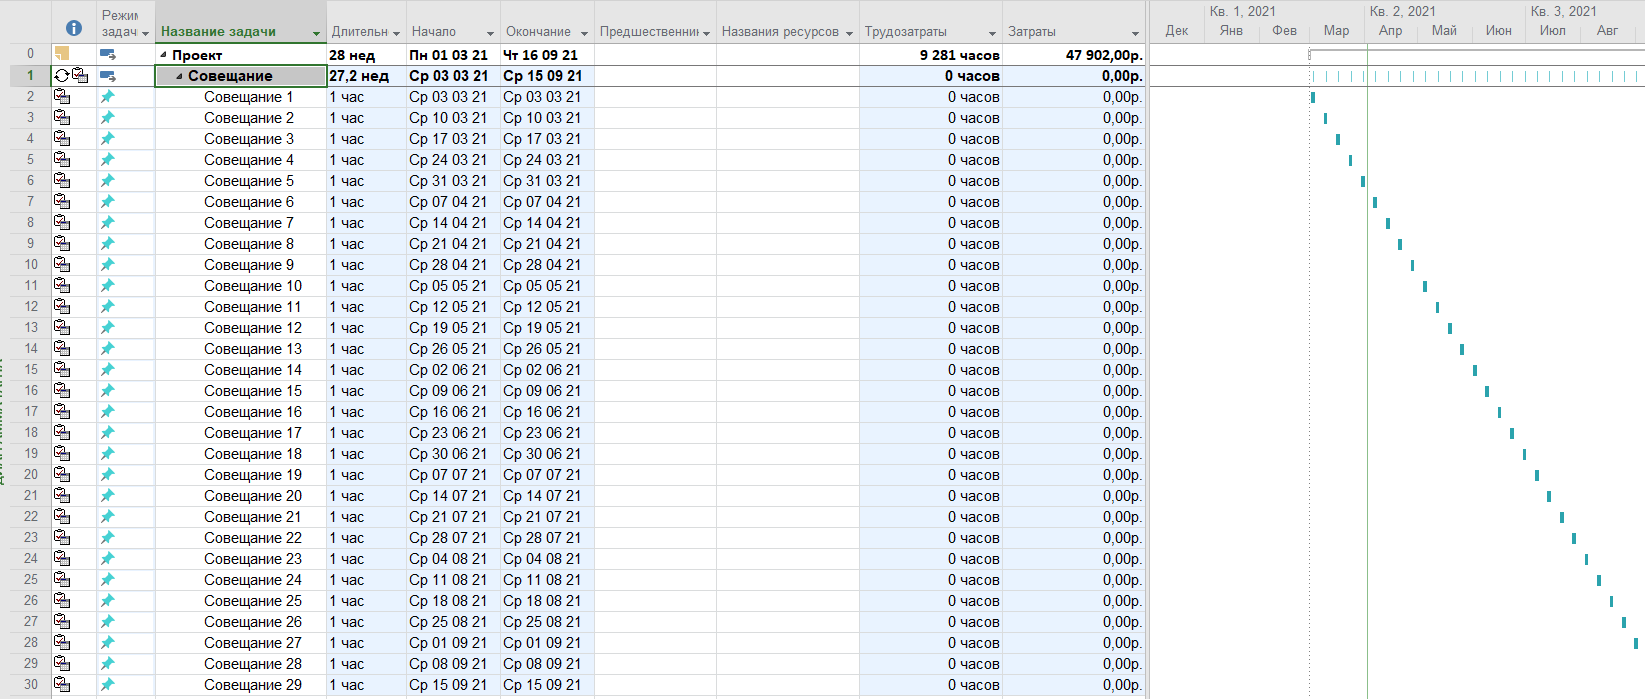 Режим задачи Название задачи Длительн Начало Окончание Предшественни Названия ресурсов Трудозатраты Затраты
Кв. 1, 2021 Кв. 2, 2021 Кв. 3, 2021
Дек Янв Фев Мар Апр Май Июн Июл Авг
0 Проект 28 нед Пн 01 03 21 Чт 16 09 21 9 281 часов 47 902,00р.
1 Совещание 27,2 нед Ср 03 03 21 Ср 15 09 21 0 часов 0,00р.
2 Совещание 1 1 час Ср 03 03 21 Ср 03 03 21 0 часов 0,00р.
3 Совещание 2 1 час Ср 10 03 21 Ср 10 03 21 0 часов 0,00р.
4 Совещание 3 1 час Ср 17 03 21 Ср 17 03 21 0 часов 0,00р.
5 Совещание 4 1 час Ср 24 03 21 Ср 24 03 21 0 часов 0,00р.
6 Совещание 5 1 час Ср 31 03 21 Ср 31 03 21 0 часов 0,00р.
7 Совещание 6 1 час Ср 07 04 21 Ср 07 04 21 0 часов 0,00р.
8 Совещание 7 1 час Ср 14 04 21 Ср 14 04 21 0 часов 0,00р.
9 Совещание 8 1 час Ср 21 04 21 Ср 21 04 21 0 часов 0,00р.
10 Совещание 9 1 час Ср 28 04 21 Ср 28 04 21 0 часов 0,00р.
11 Совещание 10 1 час Ср 05 05 21 Ср 05 05 21 0 часов 0,00р.
12 Совещание 11 1 час Ср 12 05 21 Ср 12 05 21 0 часов 0,00р.
13 Совещание 12 1 час Ср 19 05 21 Ср 19 05 21 0 часов 0,00р.
14 Совещание 13 1 час Ср 26 05 21 Ср 26 05 21 0 часов 0,00р.
15 Совещание 14 1 час Ср 02 06 21 Ср 02 06 21 0 часов 0,00р.
16 Совещание 15 1 час Ср 09 06 21 Ср 09 06 21 0 часов 0,00р.
17 Совещание 16 1 час Ср 16 06 21 Ср 16 06 21 0 часов 0,00р.
18 Совещание 17 1 час Ср 23 06 21 Ср 23 06 21 0 часов 0,00р.
19 Совещание 18 1 час Ср 30 06 21 Ср 30 06 21 0 часов 0,00р.
20 Совещание 19 1 час Ср 07 07 21 Ср 07 07 21 0 часов 0,00р.
21 Совещание 20 1 час Ср 14 07 21 Ср 14 07 21 0 часов 0,00р.
22 Совещание 21 1 час Ср 21 07 21 Ср 21 07 21 0 часов 0,00р.
23 Совещание 22 1 час Ср 28 07 21 Ср 28 07 21 0 часов 0,00р.
24 Совещание 23 1 час Ср 04 08 21 Ср 04 08 21 0 часов 0,00р.
25 Совещание 24 1 час Ср 11 08 21 Ср 11 08 21 0 часов 0,00р.
26 Совещание 25 1 час Ср 18 08 21 Ср 18 08 21 0 часов 0,00р.
27 Совещание 26 1 час Ср 25 08 21 Ср 25 08 21 0 часов 0,00р.
28 Совещание 27 1 час Ср 01 09 21 Ср 01 09 21 0 часов 0,00р.
29 Совещание 28 1 час Ср 08 09 21 Ср 08 09 21 0 часов 0,00р.
30 Совещание 29 1 час Ср 15 09 21 Ср 15 09 21 0 часов 0,00р.